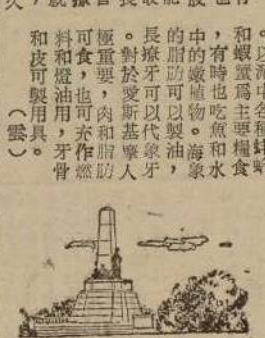 。以海中各種蚌蛤
和蝦蟹爲主要糧食
，有時也吃魚和水
中的嫩植物。海象
的脂肪可以製油，
長獠牙可以代象牙
。對於愛斯基摩人
極重要，肉和脂肪
可食，也可充作燃
料和燈油用，牙骨
和皮可製用具。
（雲）